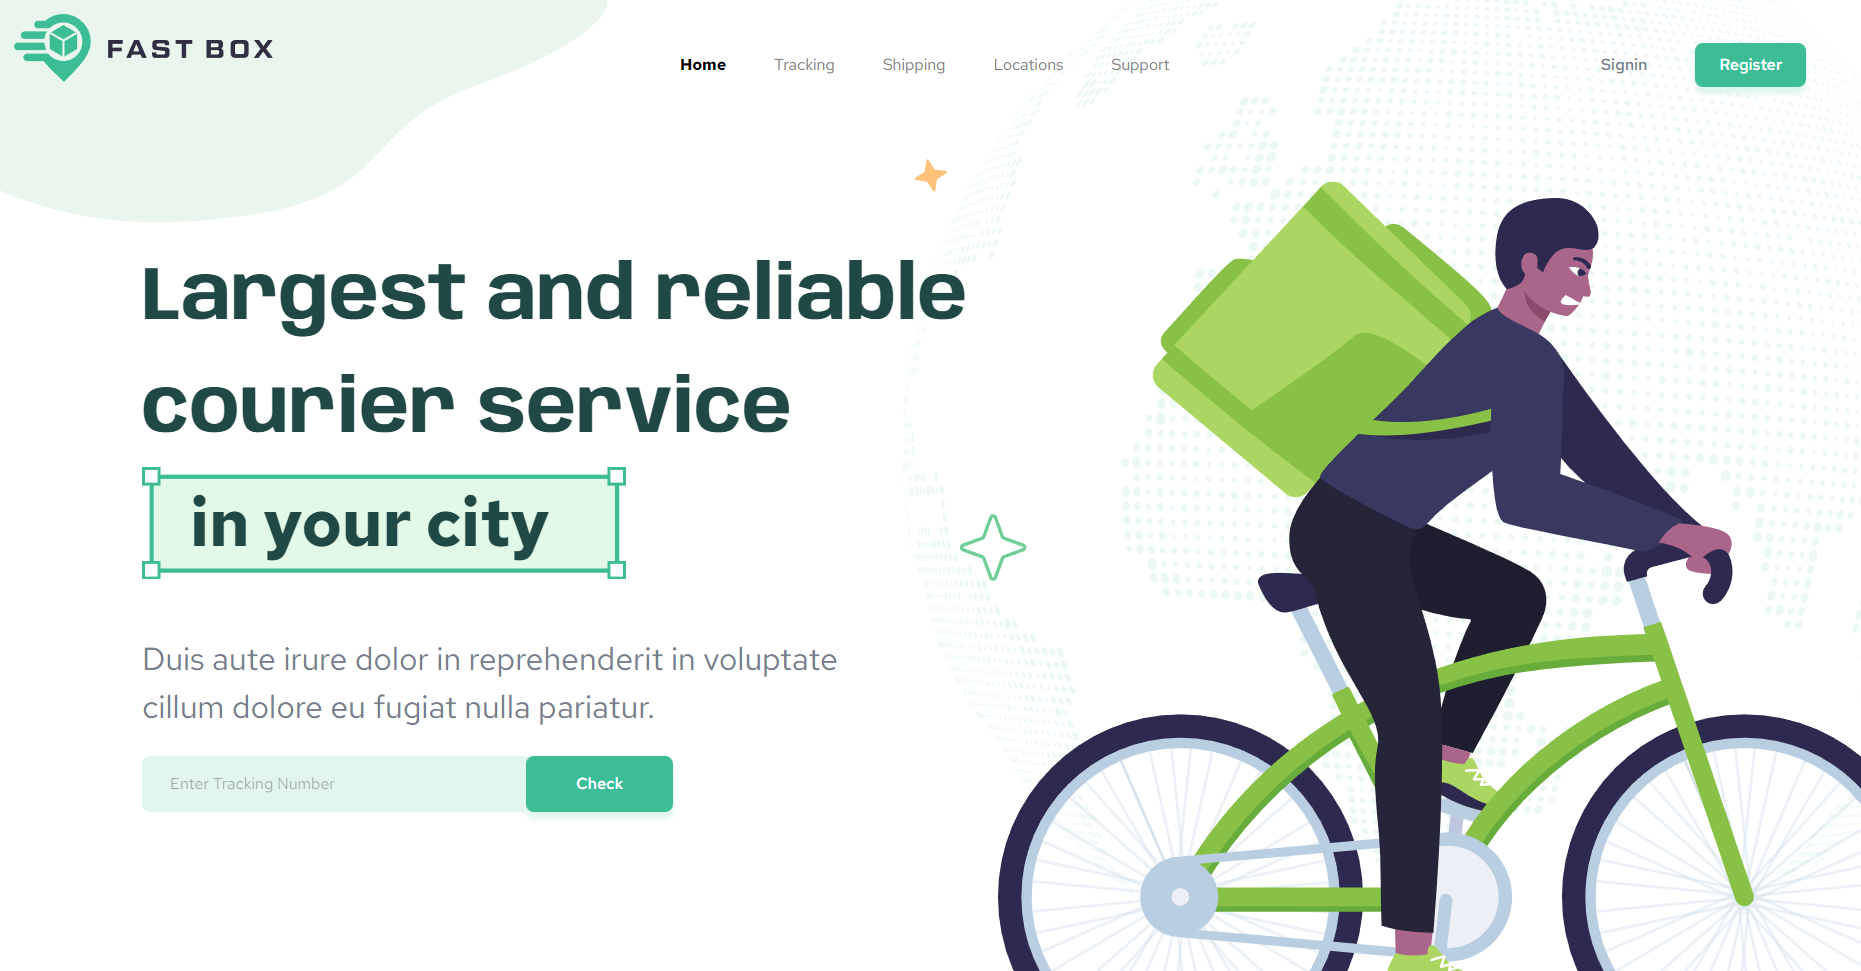 FAST BOX
Home Tracking Shipping Locations Support Signin Register
Largest and reliable
courier service
in your city
Duis aute irure dolor in reprehenderit in voluptate
cillum dolore eu fugiat nulla pariatur.
Enter Tracking Number Check